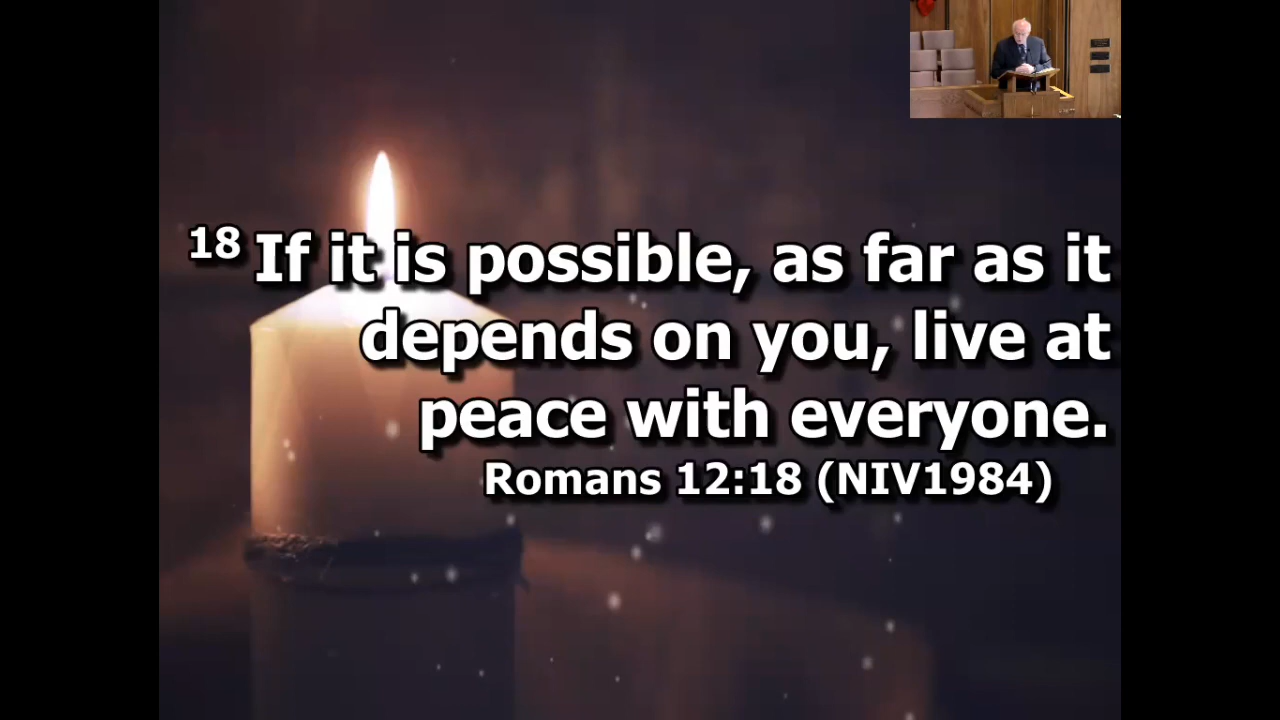 18 If it is possible, as far as it
depends on you, live at
peace with everyone.
Romans 12:18 (NIV1984)